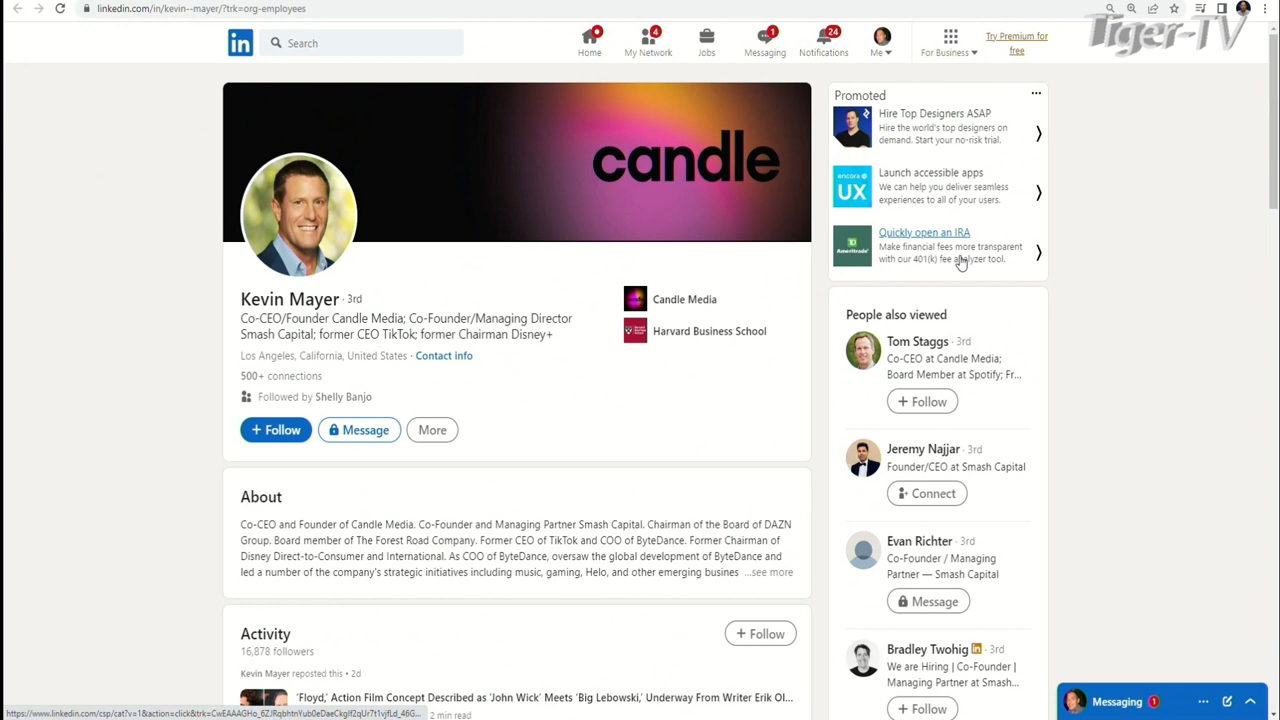 linkedin.com/in/kevin--mayer/?trk=org-employees
Tiger-TV
in
Search
Home
4
My Network
Jobs
1
Messaging
24
Notifications
Me
For Business
Try Premium for
free
candle
Kevin Mayer · 3rd
Co-CEO/Founder Candle Media; Co-Founder/Managing Director
Smash Capital; former CEO TikTok; former Chairman Disney+
Los Angeles, California, United States · Contact info
500+ connections
Followed by Shelly Banjo
+ Follow
Message
More
Candle Media
Harvard Business School
About
Co-CEO and Founder of Candle Media. Co-Founder and Managing Partner Smash Capital. Chairman of the Board of DAZN
Group. Board member of The Forest Road Company. Former CEO of TikTok and COO of ByteDance. Former Chairman of
Disney Direct-to-Consumer and International. As COO of ByteDance, oversaw the global development of ByteDance and
led a number of the company's strategic initiatives including music, gaming, Helo, and other emerging busines ...see more
Activity
16,878 followers
+ Follow
Kevin Mayer reposted this • 2d
'Floyd,' Action Film Concept Described as 'John Wick' Meets 'Big Lebowski,' Underway From Writer Erik Ol...
2 min read
Promoted
Hire Top Designers ASAP
Hire the world's top designers on
demand. Start your no-risk trial.
encora
UX
Launch accessible apps
We can help you deliver seamless
experiences to all of your users.
Ameritrade
Quickly open an IRA
Make financial fees more transparent
with our 401(k) fee analyzer tool.
People also viewed
Tom Staggs · 3rd
Co-CEO at Candle Media;
Board Member at Spotify; Fr...
+ Follow
Jeremy Najjar · 3rd
Founder/CEO at Smash Capital
Connect
Evan Richter · 3rd
Co-Founder / Managing
Partner — Smash Capital
Message
Bradley Twohig in · 3rd
We are Hiring | Co-Founder |
Managing Partner at Smash...
+ Follow
Messaging 1